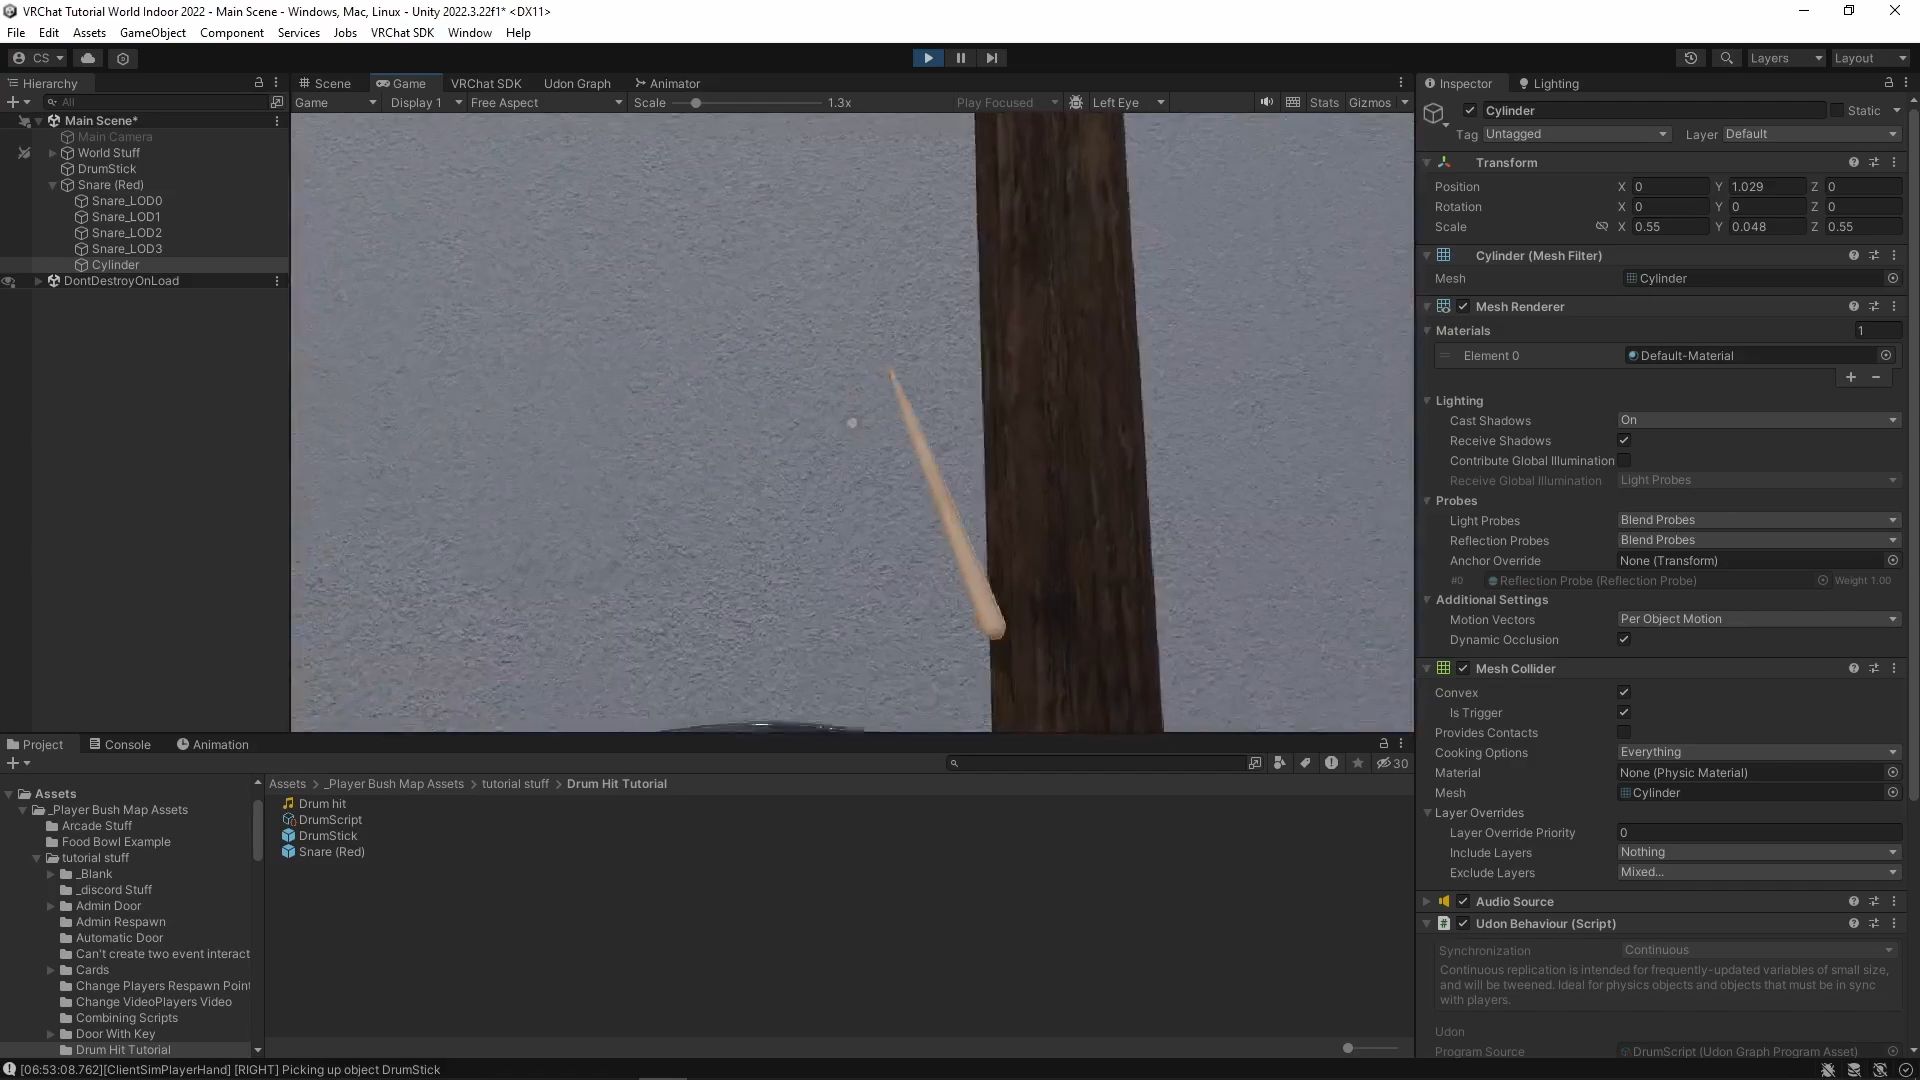 VRChat Tutorial World Indoor 2022 - Main Scene - Windows, Mac, Linux - Unity 2022.3.22f1* <DX11>
File Edit Assets GameObject Component Services Jobs VRChat SDK Window Help
CS Layers Layout
Hierarchy Scene Game VRChat SDK Udon Graph Animator Inspector Lighting
All Game Display 1 Free Aspect Scale 1.3x Play Focused Left Eye Stats Gizmos
Main Scene*
Main Camera
World Stuff
DrumStick
Snare (Red)
Snare_LOD0
Snare_LOD1
Snare_LOD2
Snare_LOD3
Cylinder
DontDestroyOnLoad
Cylinder Static
Tag Untagged Layer Default
Transform
Position X 0 Y 1.029 Z 0
Rotation X 0 Y 0 Z 0
Scale X 0.55 Y 0.048 Z 0.55
Cylinder (Mesh Filter)
Mesh Cylinder
Mesh Renderer
Materials 1
Element 0 Default-Material
Lighting
Cast Shadows On
Receive Shadows
Contribute Global Illumination
Receive Global Illumination Light Probes
Probes
Light Probes Blend Probes
Reflection Probes Blend Probes
Anchor Override None (Transform)
#0 Reflection Probe (Reflection Probe) Weight 1.00
Additional Settings
Motion Vectors Per Object Motion
Dynamic Occlusion
Mesh Collider
Convex
Is Trigger
Provides Contacts
Cooking Options Everything
Material None (Physic Material)
Mesh Cylinder
Layer Overrides
Layer Override Priority 0
Include Layers Nothing
Exclude Layers Mixed...
Audio Source
Udon Behaviour (Script)
Synchronization Continuous
Continuous replication is intended for frequently-updated variables of small size,
and will be tweened. Ideal for physics objects and objects that must be in sync
with players.
Udon
Program Source DrumScript (Udon Graph Program Asset)
Project Console Animation
30
Assets
_Player Bush Map Assets
Arcade Stuff
Food Bowl Example
tutorial stuff
_Blank
_discord Stuff
Admin Door
Admin Respawn
Automatic Door
Can't create two event interact
Cards
Change Players Respawn Point
Change VideoPlayers Video
Combining Scripts
Door With Key
Drum Hit Tutorial
Assets > _Player Bush Map Assets > tutorial stuff > Drum Hit Tutorial
Drum hit
DrumScript
DrumStick
Snare (Red)
[06:53:08.762][ClientSimPlayerHand] [RIGHT] Picking up object DrumStick